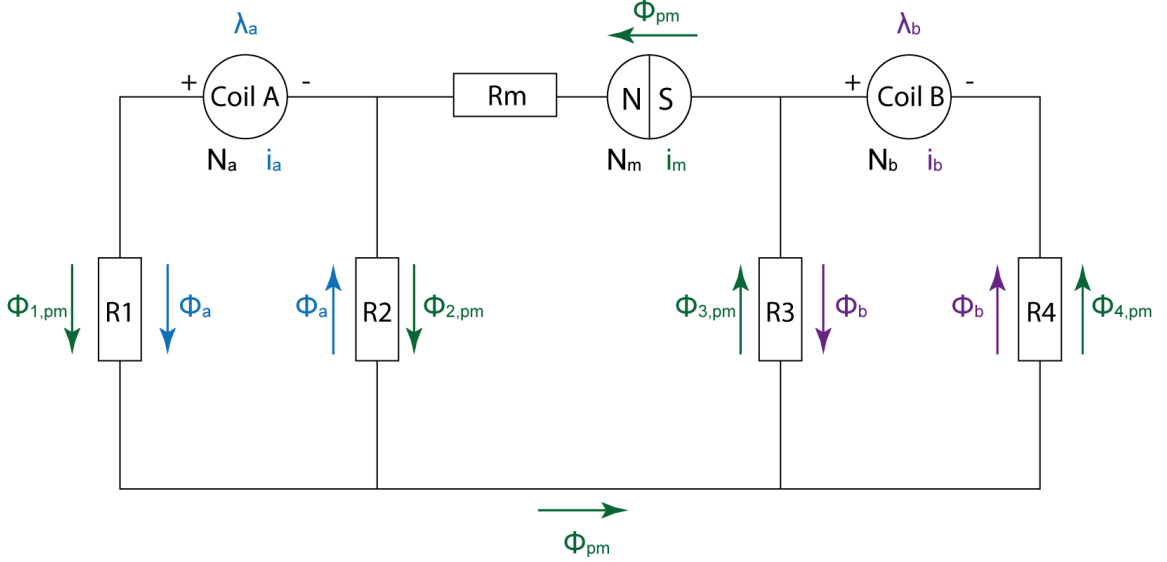 λa
Φpm
λb
+ Coil A -
Rm
N S
+ Coil B -
Na ia
Nm im
Nb ib
Φ1,pm R1 Φa
Φa R2 Φ2,pm
Φ3,pm R3 Φb
Φb R4 Φ4,pm
Φpm